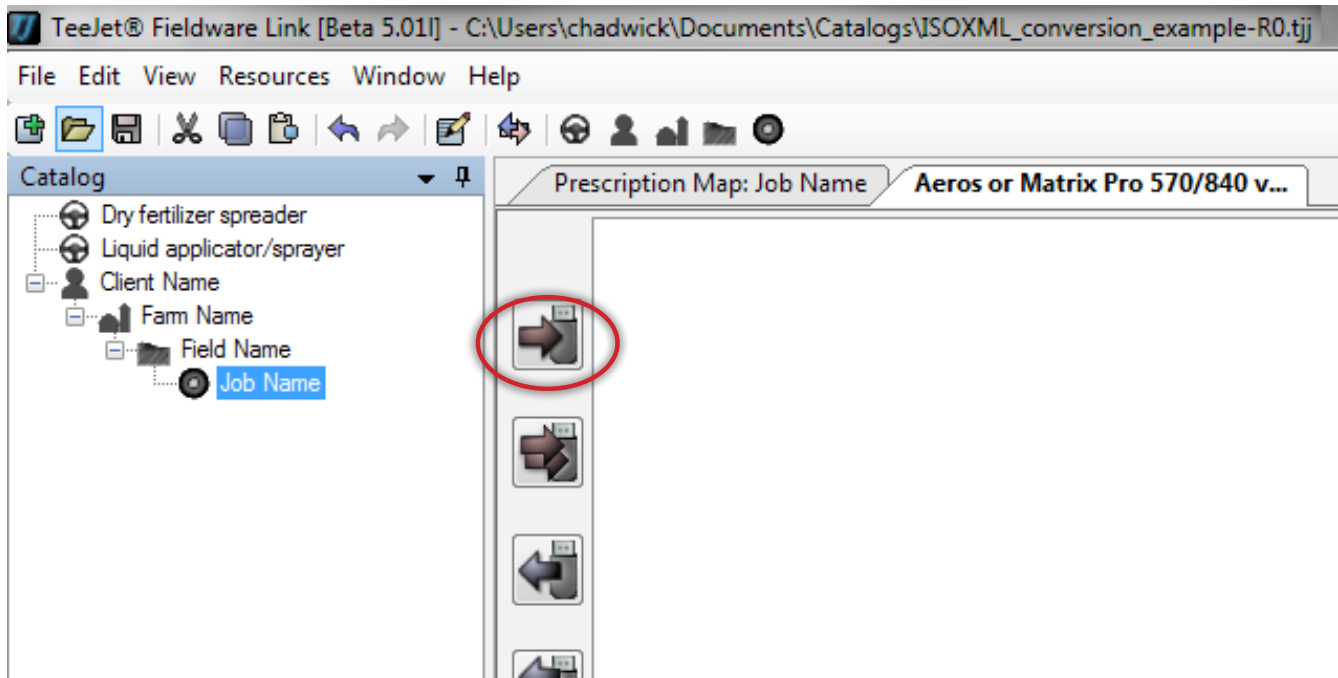 TeeJet® Fieldware Link [Beta 5.01l] - C:\Users\chadwick\Documents\Catalogs\ISOXML_conversion_example-R0.tjj
File Edit View Resources Window Help
Catalog
Prescription Map: Job Name
Aeros or Matrix Pro 570/840 v...
Dry fertilizer spreader
Liquid applicator/sprayer
Client Name
Farm Name
Field Name
Job Name